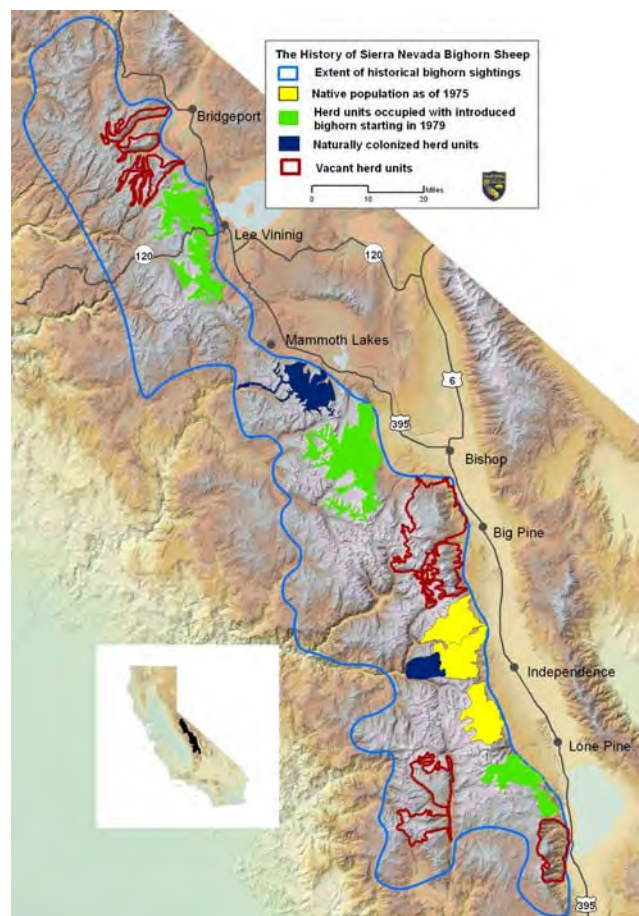 The History of Sierra Nevada Bighorn Sheep
Extent of historical bighorn sightings
Native population as of 1975
Herd units occupied with introduced
bighorn starting in 1979
Naturally colonized herd units
Vacant herd units
Miles
0 10 20
Bridgeport
Lee Vininig
120
120
Mammoth Lakes
6
395
Bishop
Big Pine
Independence
Lone Pine
395